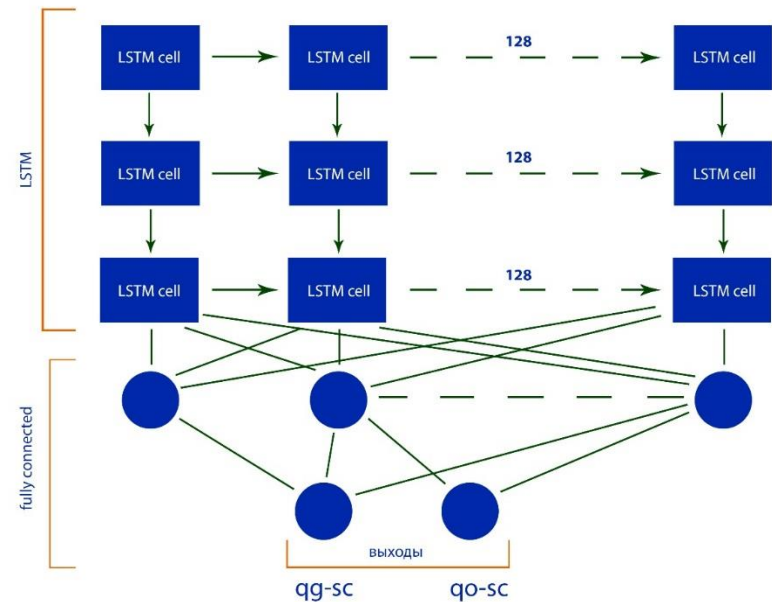 LSTM
LSTM cell
LSTM cell
128
LSTM cell
LSTM cell
LSTM cell
128
LSTM cell
LSTM cell
LSTM cell
128
LSTM cell
fully connected
выходы
qg-sc
qo-sc